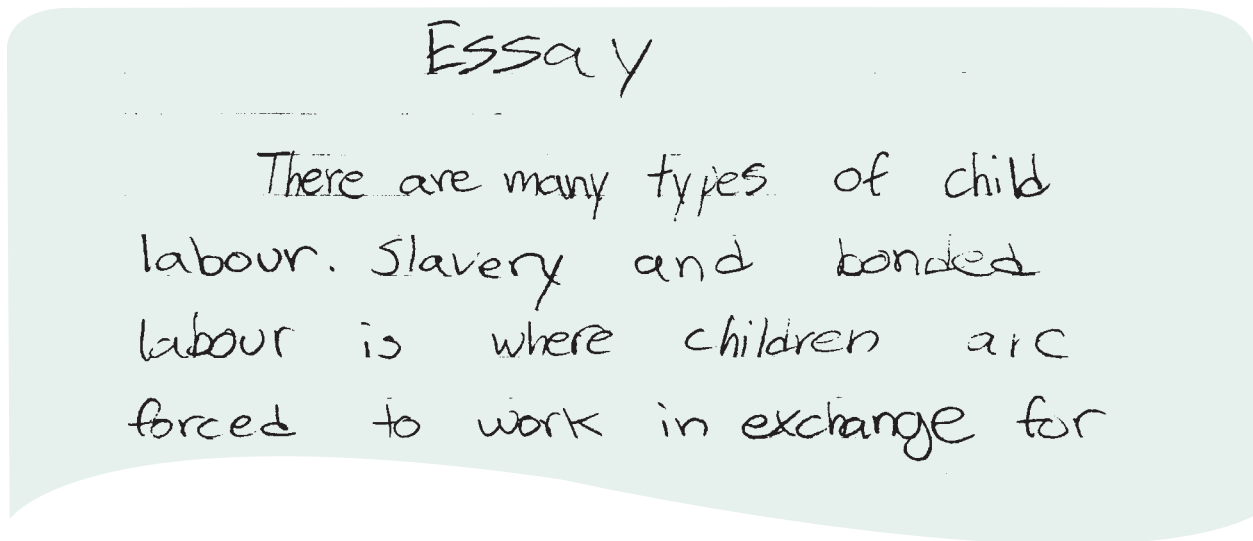 Essay
There are many types of child
labour. Slavery and bonded
labour is where children are
forced to work in exchange for